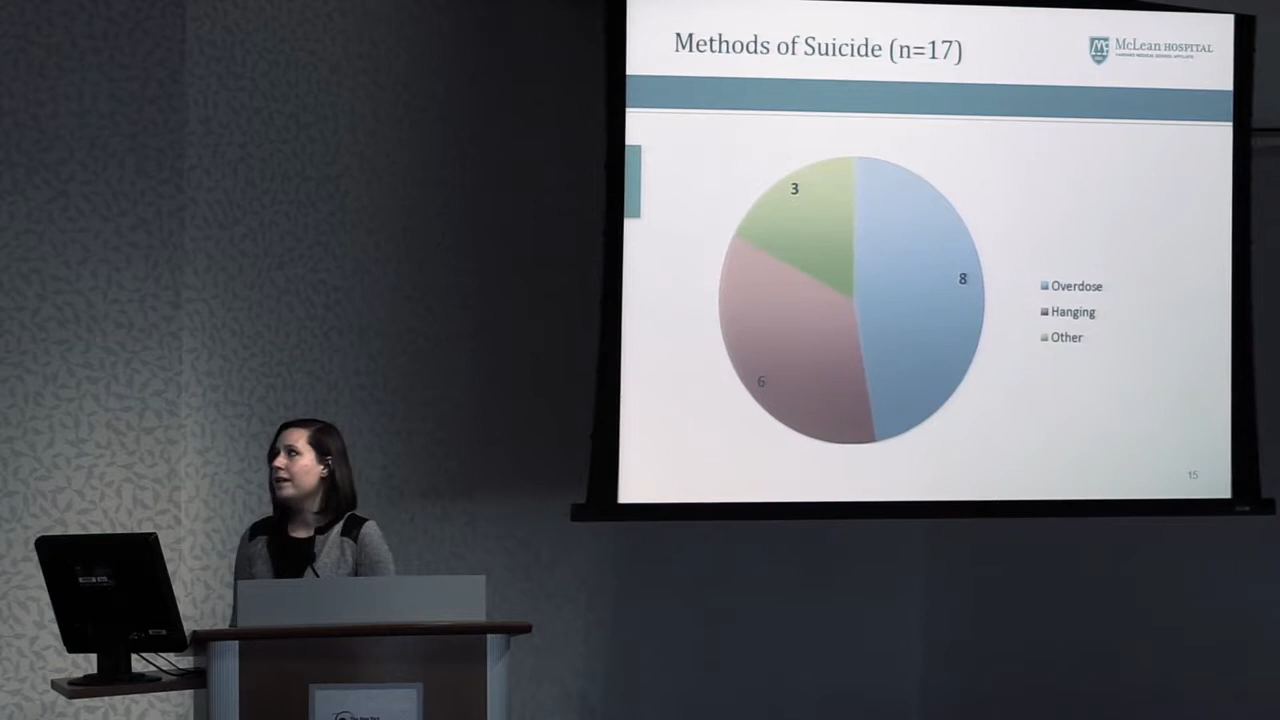 Methods of Suicide (n=17)
McLean HOSPITAL
HARVARD MEDICAL SCHOOL AFFILIATE
3
8
6
Overdose
Hanging
Other
15